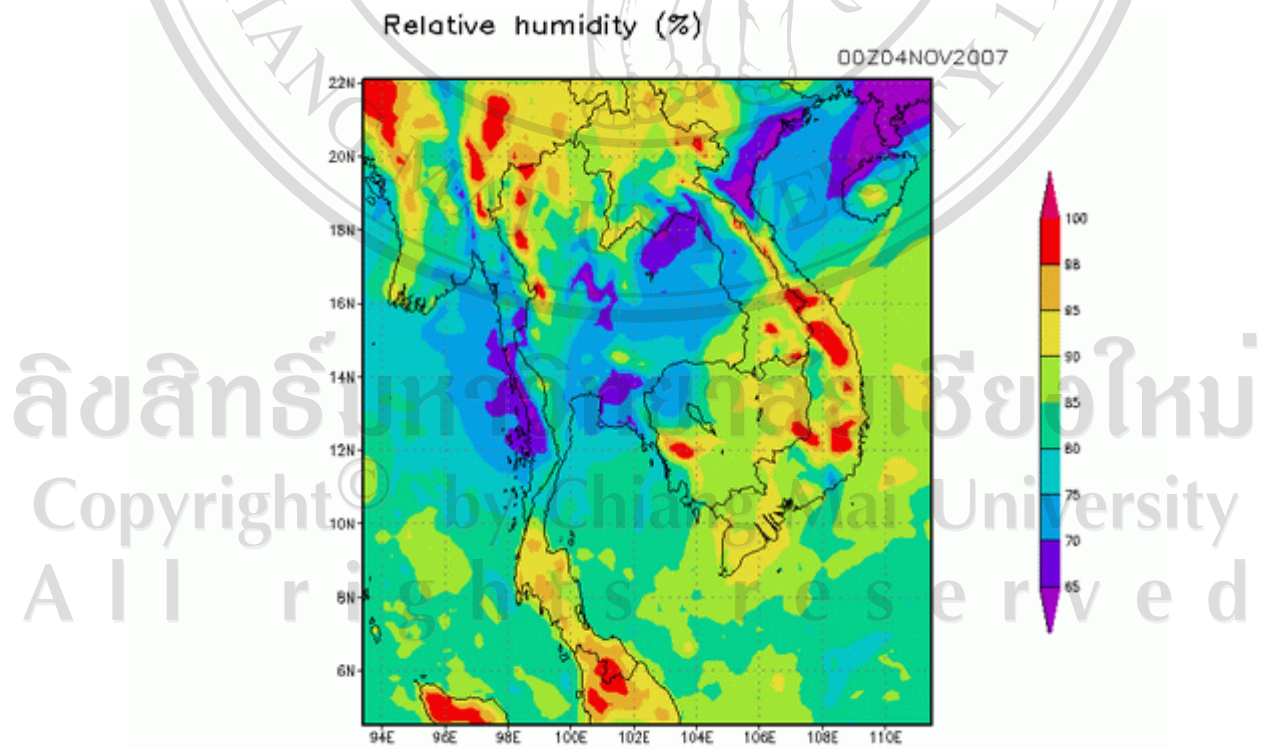 Relative humidity (%)
00Z04NOV2007
22N
20N
18N
16N
14N
12N
10N
8N
6N
94E 96E 98E 100E 102E 104E 106E 108E 110E
100
98
95
90
85
80
75
70
65
ลิขสิทธิ์มหาวิทยาลัยเชียงใหม่
Copyright© by Chiang Mai University
All rights reserved